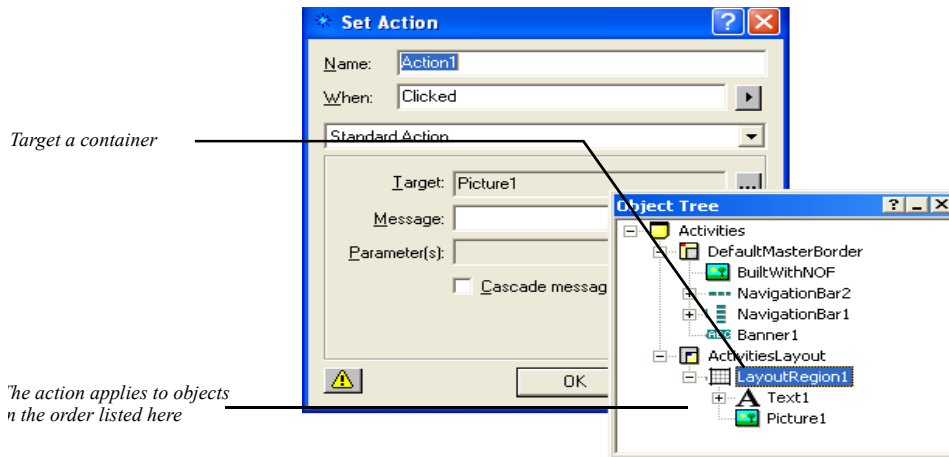 Set Action
Name: Action1
When: Clicked
Standard Action
Target a container
Target: Picture1
Message:
Parameter(s):
Cascade messag
OK
Object Tree
Activities
DefaultMasterBorder
BuiltWithNOF
NavigationBar2
NavigationBar1
Banner1
ActivitiesLayout
LayoutRegion1
Text1
Picture1
The action applies to objects
n the order listed here